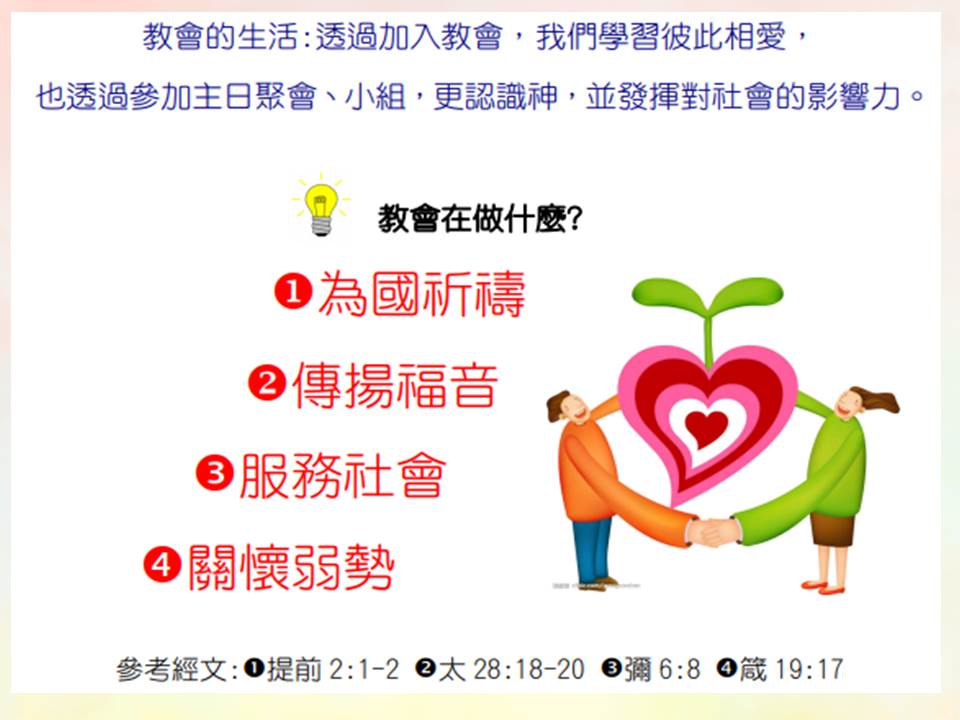 教會的生活:透過加入教會，我們學習彼此相愛，
也透過參加主日聚會、小組，更認識神，並發揮對社會的影響力。
教會在做什麼?
❶為國祈禱
❷傳揚福音
❸服務社會
❹關懷弱勢
參考經文:❶提前 2:1-2 ❷太 28:18-20 ❸彌 6:8 ❹箴 19:17